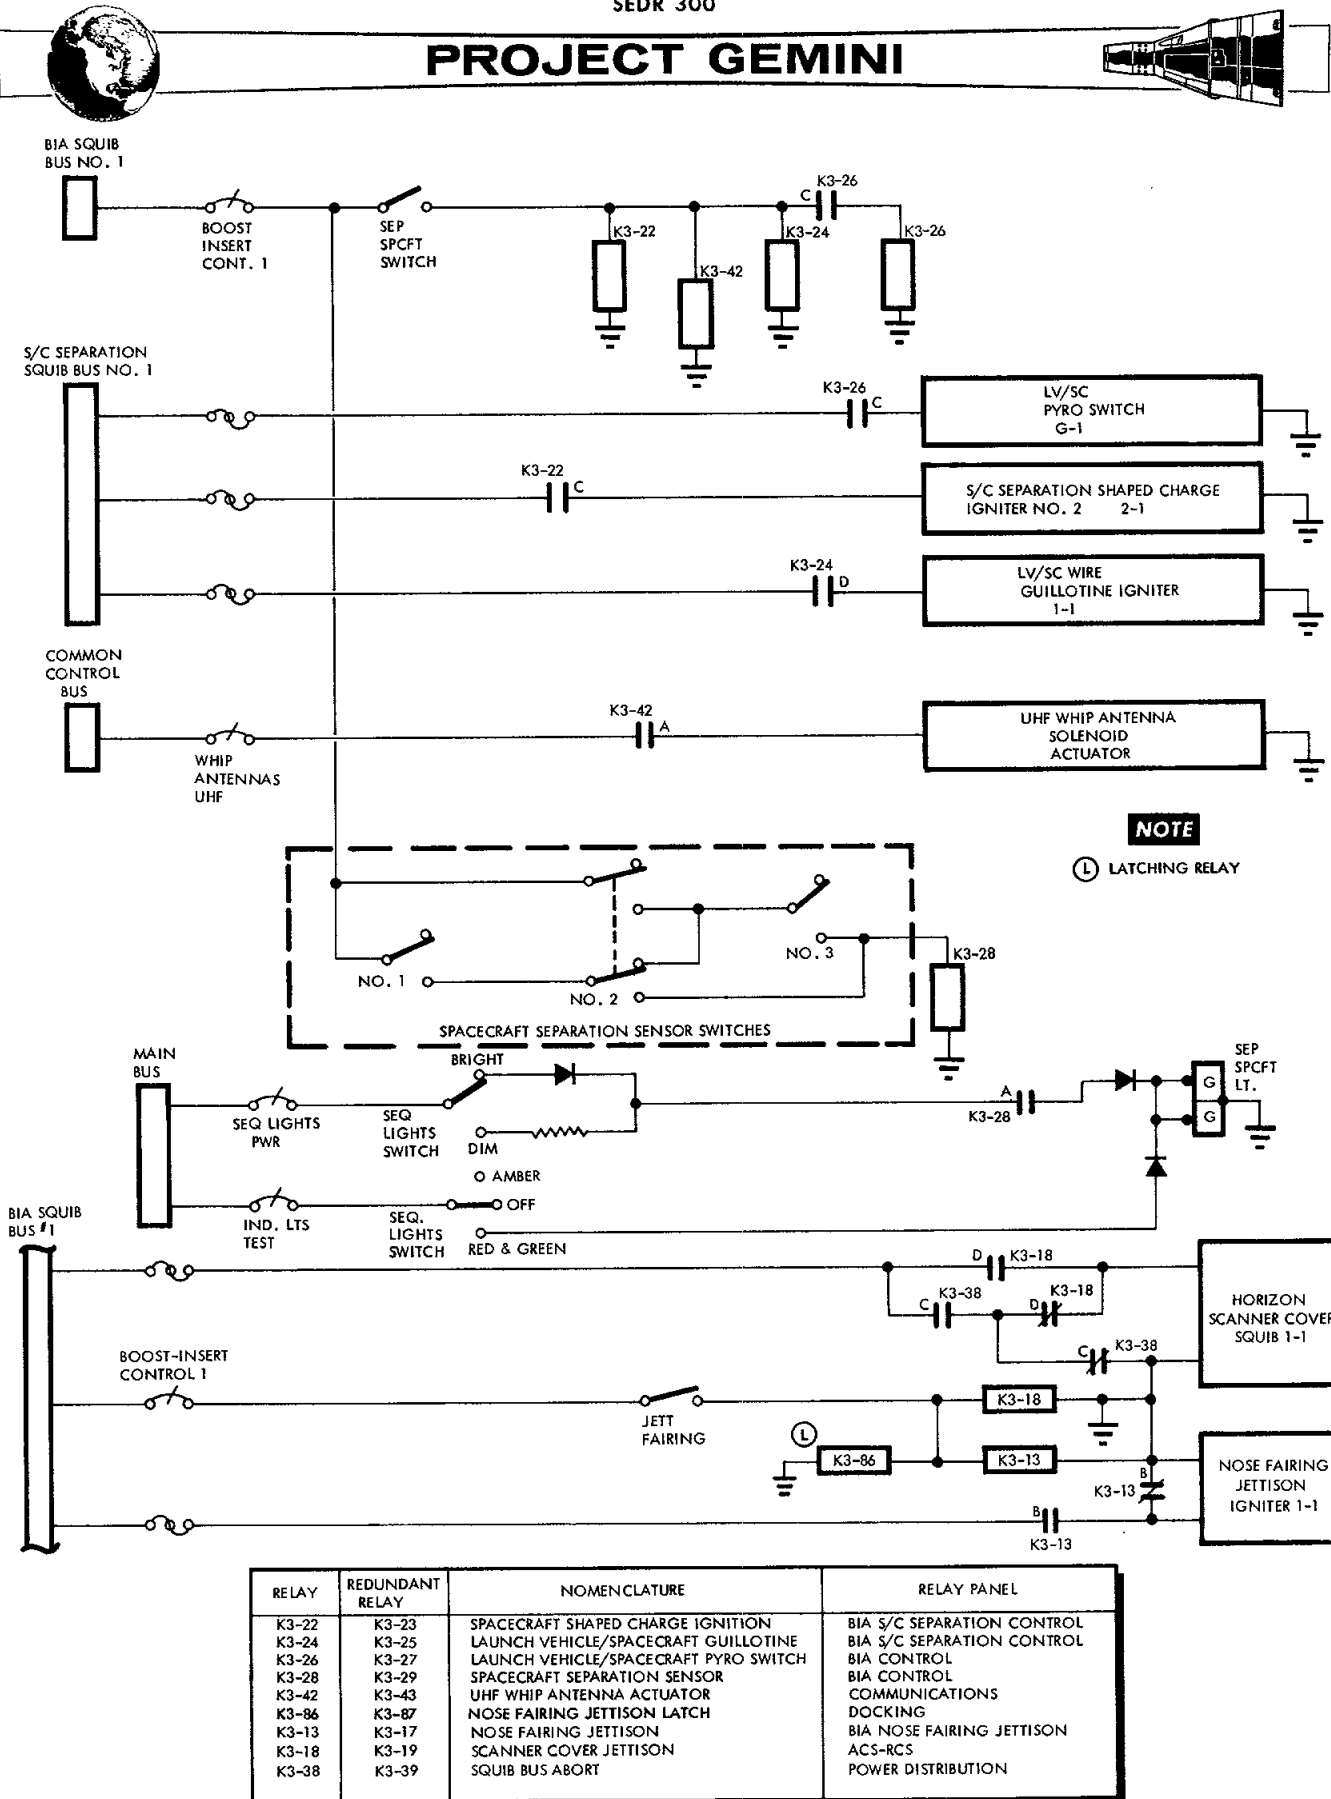 SEDR 300
PROJECT GEMINI
BIA SQUIB
BUS NO. 1
BOOST
INSERT
CONT. 1
SEP
SPCFT
SWITCH
K3-22
K3-42
K3-24
C
K3-26
K3-26
S/C SEPARATION
SQUIB BUS NO. 1
K3-26
C
LV/SC
PYRO SWITCH
G-1
K3-22
C
S/C SEPARATION SHAPED CHARGE
IGNITER NO. 2 2-1
K3-24
D
LV/SC WIRE
GUILLOTINE IGNITER
1-1
COMMON
CONTROL
BUS
WHIP
ANTENNAS
UHF
K3-42
A
UHF WHIP ANTENNA
SOLENOID
ACTUATOR
NOTE
L LATCHING RELAY
NO. 1
NO. 2
NO. 3
K3-28
SPACECRAFT SEPARATION SENSOR SWITCHES
MAIN
BUS
SEQ LIGHTS
PWR
SEQ
LIGHTS
SWITCH
BRIGHT
DIM
A
K3-28
SEP
SPCFT
LT.
G
G
AMBER
OFF
RED & GREEN
IND. LTS
TEST
SEQ.
LIGHTS
SWITCH
BIA SQUIB
BUS #1
D K3-18
C K3-38
D K3-18
C K3-38
HORIZON
SCANNER COVER
SQUIB 1-1
BOOST-INSERT
CONTROL 1
JETT
FAIRING
K3-18
L
K3-86
K3-13
B
K3-13
NOSE FAIRING
JETTISON
IGNITER 1-1
B
K3-13
RELAY REDUNDANT RELAY NOMENCLATURE RELAY PANEL
K3-22 K3-23 SPACECRAFT SHAPED CHARGE IGNITION BIA S/C SEPARATION CONTROL
K3-24 K3-25 LAUNCH VEHICLE/SPACECRAFT GUILLOTINE BIA S/C SEPARATION CONTROL
K3-26 K3-27 LAUNCH VEHICLE/SPACECRAFT PYRO SWITCH BIA CONTROL
K3-28 K3-29 SPACECRAFT SEPARATION SENSOR BIA CONTROL
K3-42 K3-43 UHF WHIP ANTENNA ACTUATOR COMMUNICATIONS
K3-86 K3-87 NOSE FAIRING JETTISON LATCH DOCKING
K3-13 K3-17 NOSE FAIRING JETTISON BIA NOSE FAIRING JETTISON
K3-18 K3-19 SCANNER COVER JETTISON ACS-RCS
K3-38 K3-39 SQUIB BUS ABORT POWER DISTRIBUTION